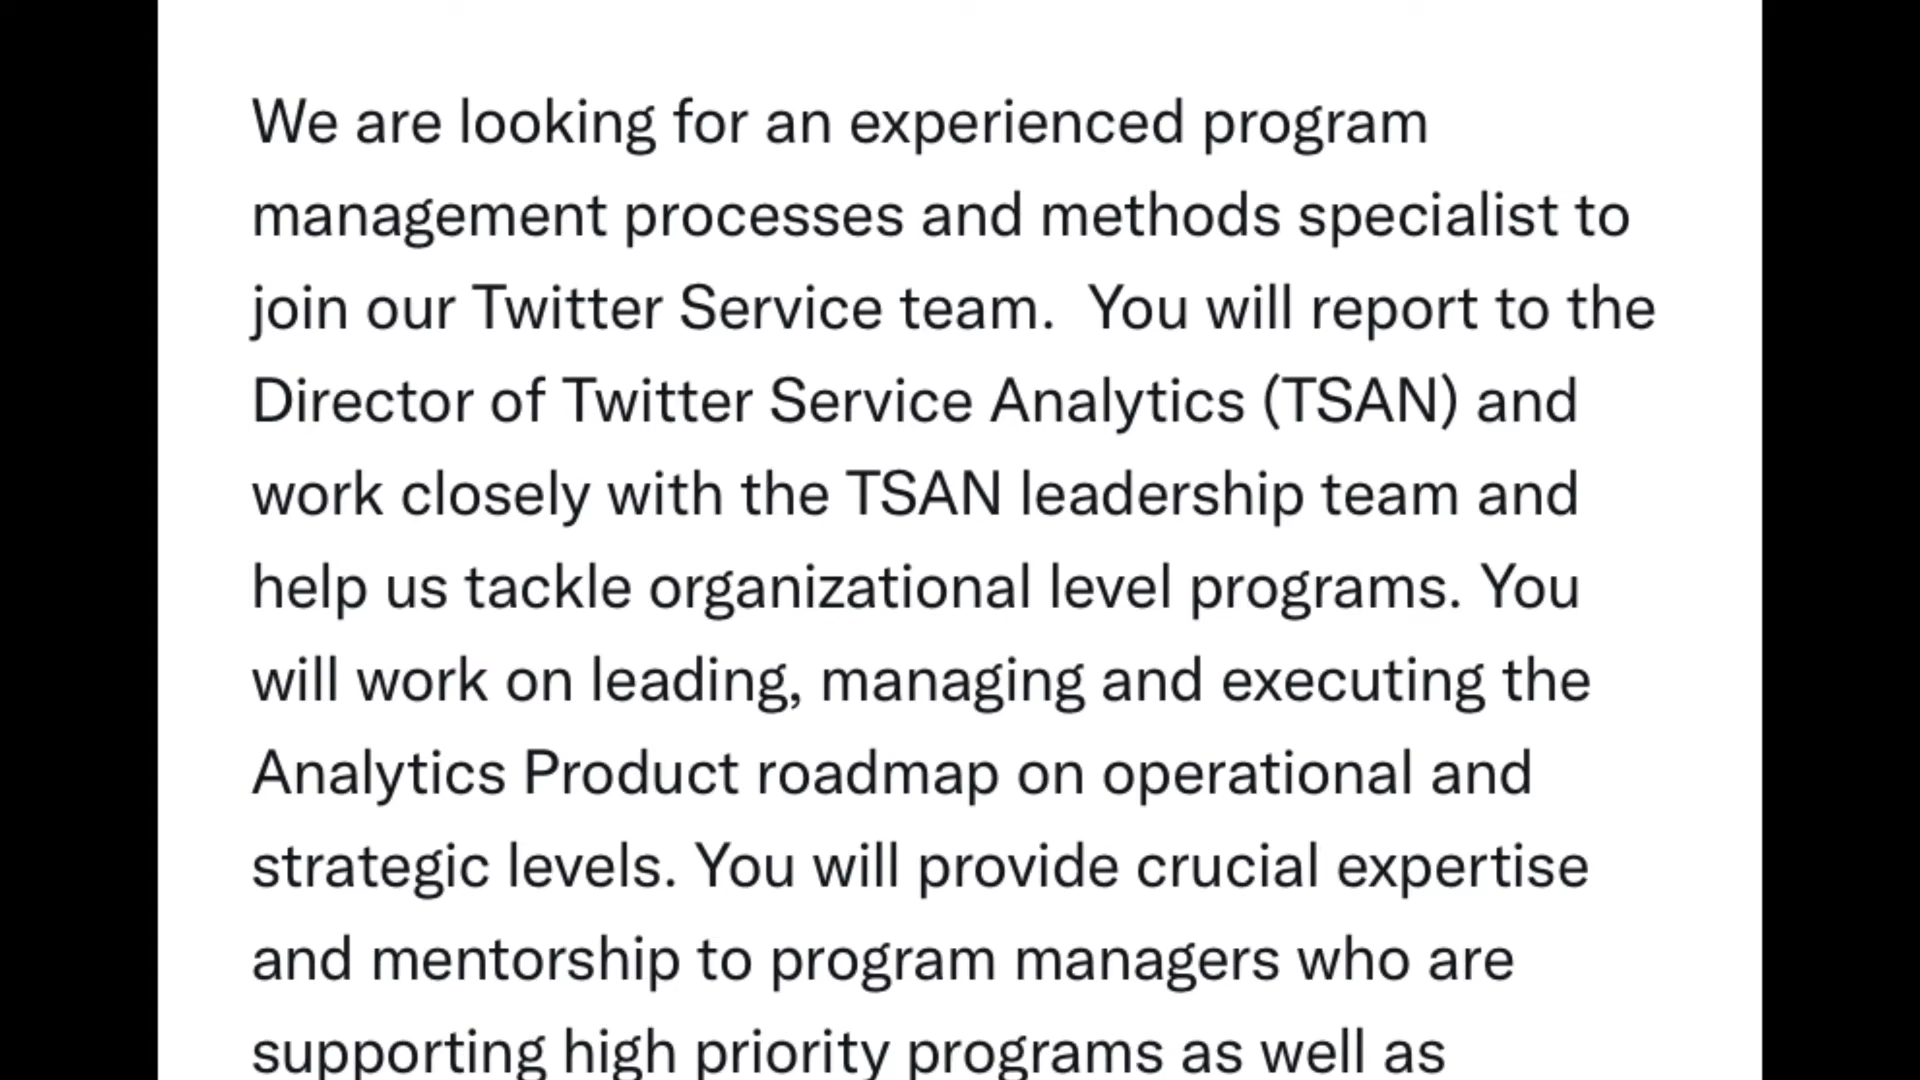 We are looking for an experienced program
management processes and methods specialist to
join our Twitter Service team.  You will report to the
Director of Twitter Service Analytics (TSAN) and
work closely with the TSAN leadership team and
help us tackle organizational level programs. You
will work on leading, managing and executing the
Analytics Product roadmap on operational and
strategic levels. You will provide crucial expertise
and mentorship to program managers who are
supporting high priority programs as well as